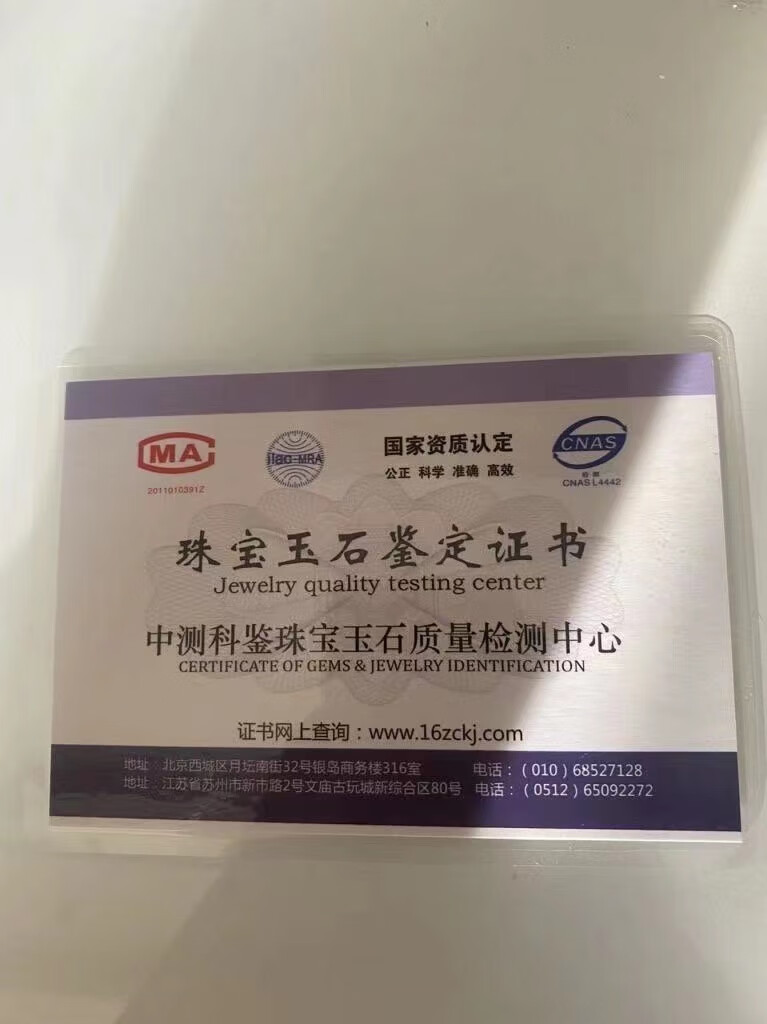 MA
2011010391Z
ilac-MRA
国家资质认定
公正 科学 准确 高效
CNAS
检测
CNAS L4442
珠宝玉石鉴定证书
Jewelry quality testing center
中测科鉴珠宝玉石质量检测中心
CERTIFICATE OF GEMS & JEWELRY IDENTIFICATION
证书网上查询：www.16zckj.com
地址：北京西城区月坛南街32号银岛商务楼316室 电话：（010）68527128
地址：江苏省苏州市新市路2号文庙古玩城新综合区80号 电话：（0512）65092272